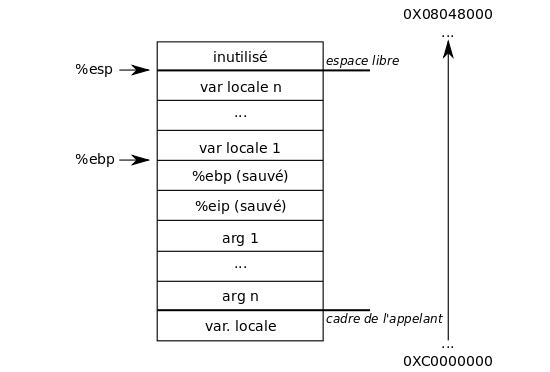 0X08048000
...
inutilisé
espace libre
%esp
var locale n
...
var locale 1
%ebp
%ebp (sauvé)
%eip (sauvé)
arg 1
...
arg n
cadre de l'appelant
var. locale
...
0XC0000000